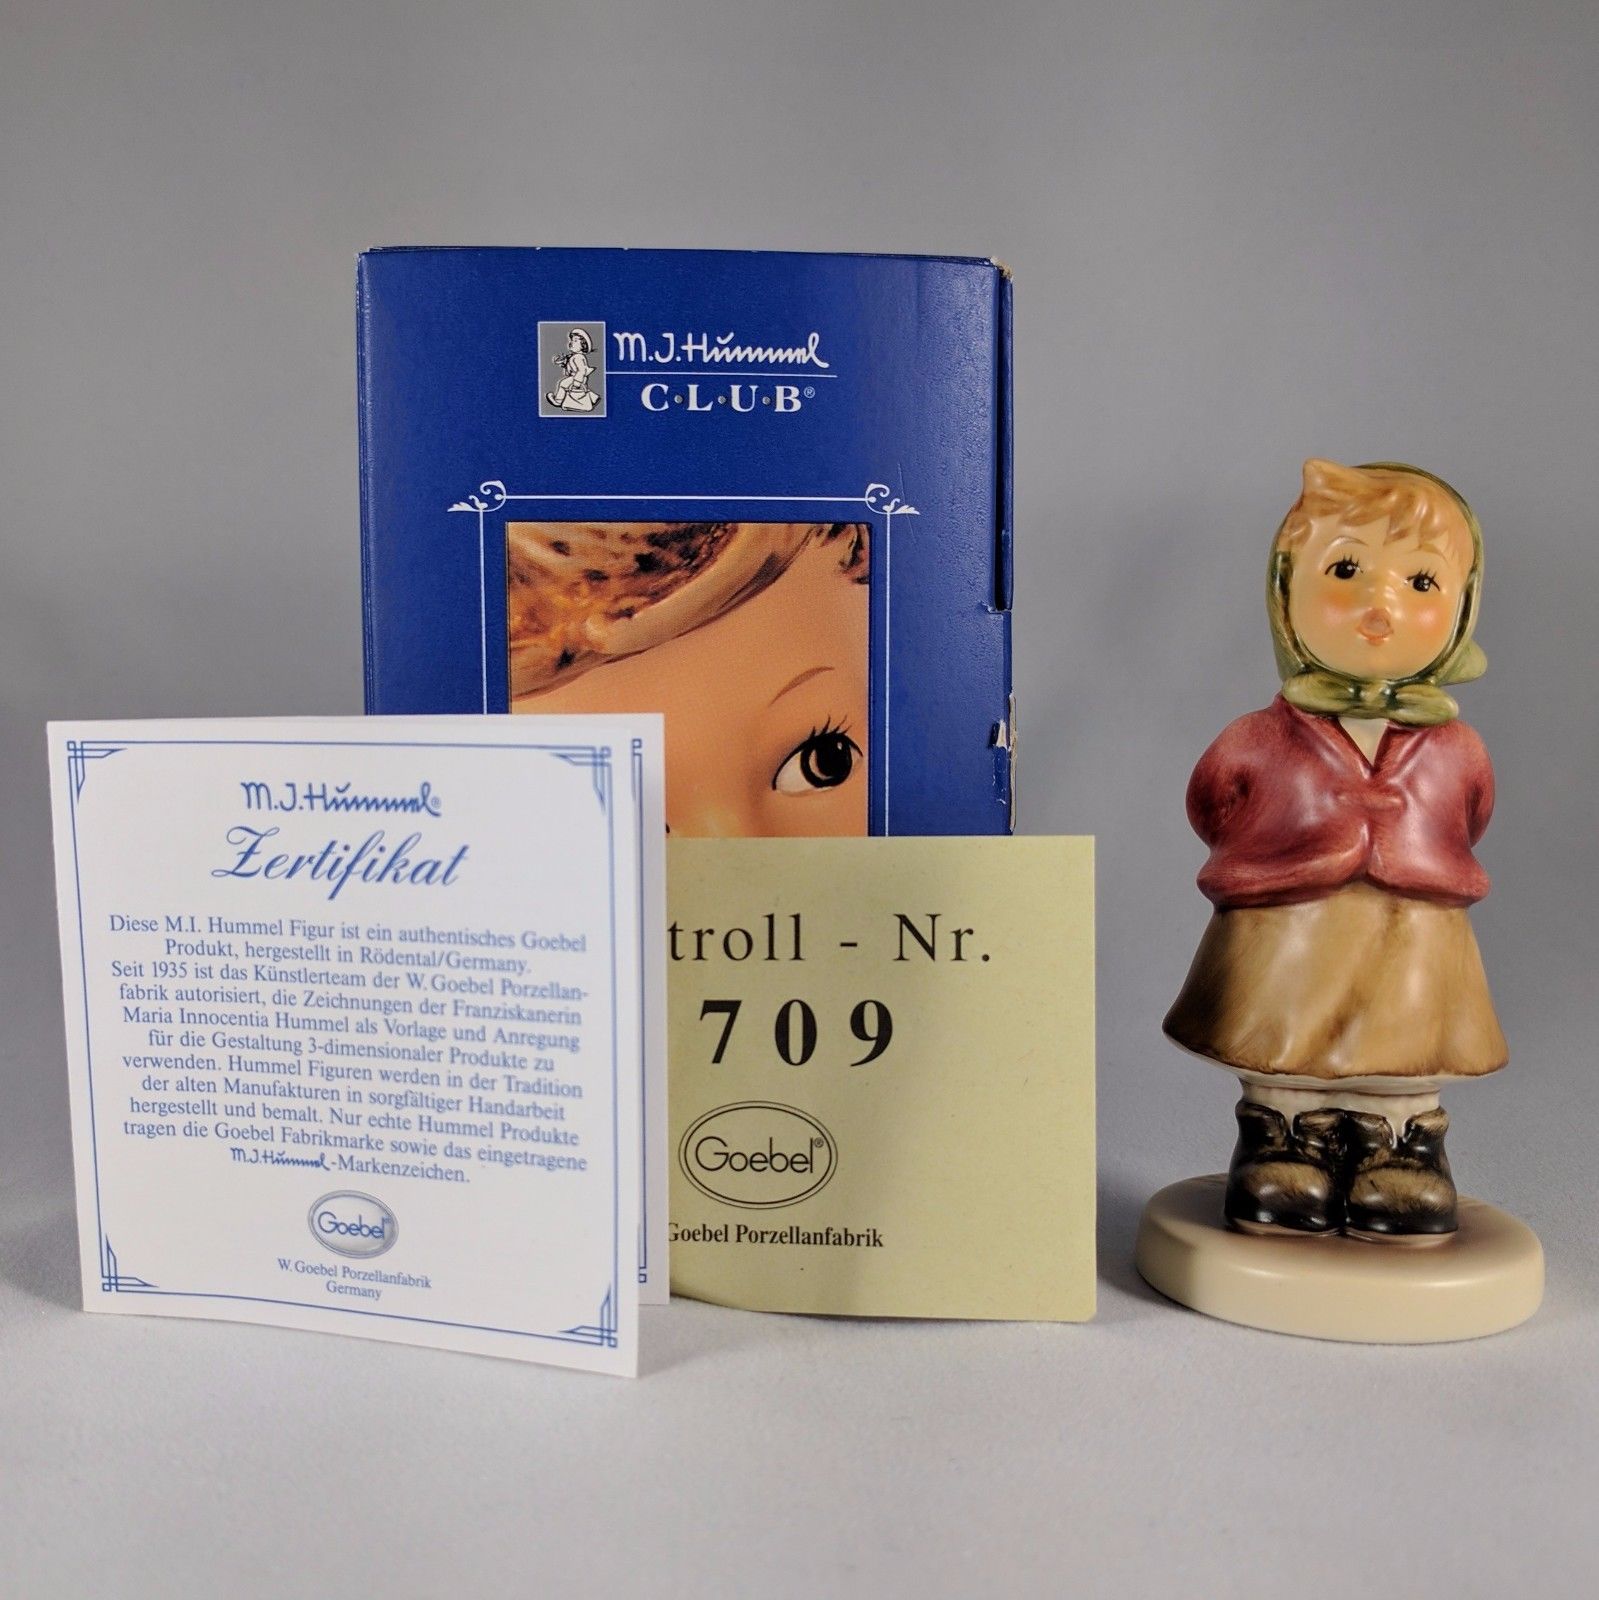 M.J.Hummel
C·L·U·B®
M.J.Hummel®
Zertifikat
Diese M.I. Hummel Figur ist ein authentisches Goebel
Produkt, hergestellt in Rödental/Germany.
Seit 1935 ist das Künstlerteam der W. Goebel Porzellan-
fabrik autorisiert, die Zeichnungen der Franziskanerin
Maria Innocentia Hummel als Vorlage und Anregung
für die Gestaltung 3-dimensionaler Produkte zu
verwenden. Hummel Figuren werden in der Tradition
der alten Manufakturen in sorgfältiger Handarbeit
hergestellt und bemalt. Nur echte Hummel Produkte
tragen die Goebel Fabrikmarke sowie das eingetragene
M.J.Hummel-Markenzeichen.
Goebel®
W. Goebel Porzellanfabrik
Germany
troll - Nr.
709
Goebel®
Goebel Porzellanfabrik